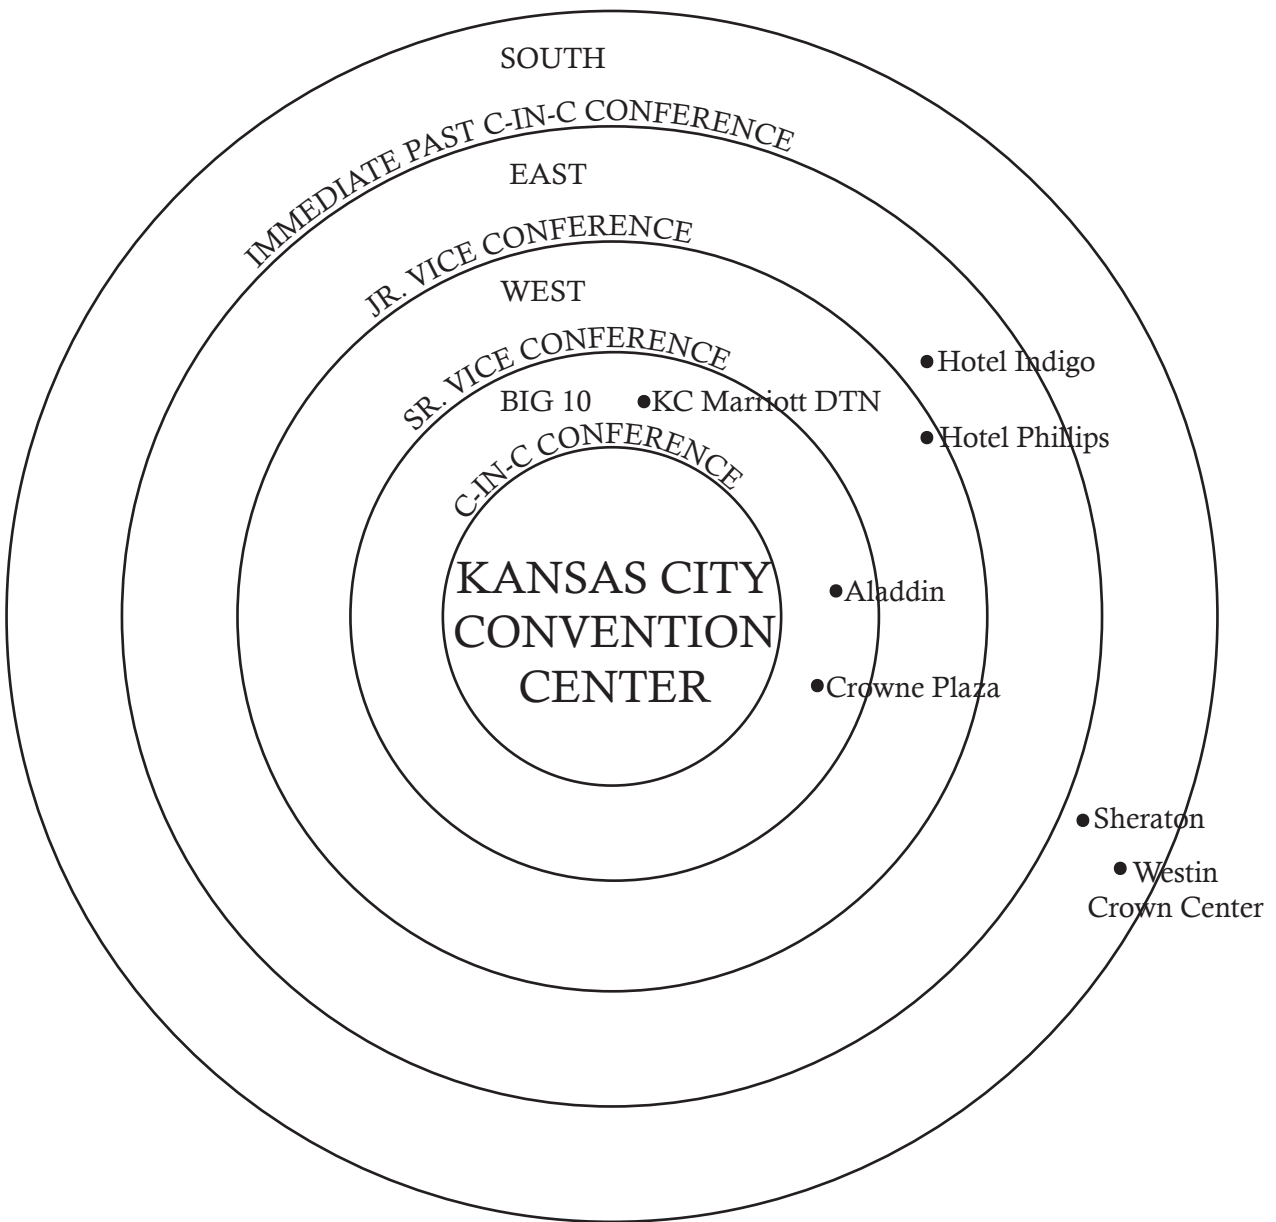 SOUTH
IMMEDIATE PAST C-IN-C CONFERENCE
EAST
JR. VICE CONFERENCE
WEST
SR. VICE CONFERENCE
Hotel Indigo
BIG 10
KC Marriott DTN
C-IN-C CONFERENCE
Hotel Phillips
KANSAS CITY
CONVENTION
CENTER
Aladdin
Crowne Plaza
Sheraton
Westin
Crown Center